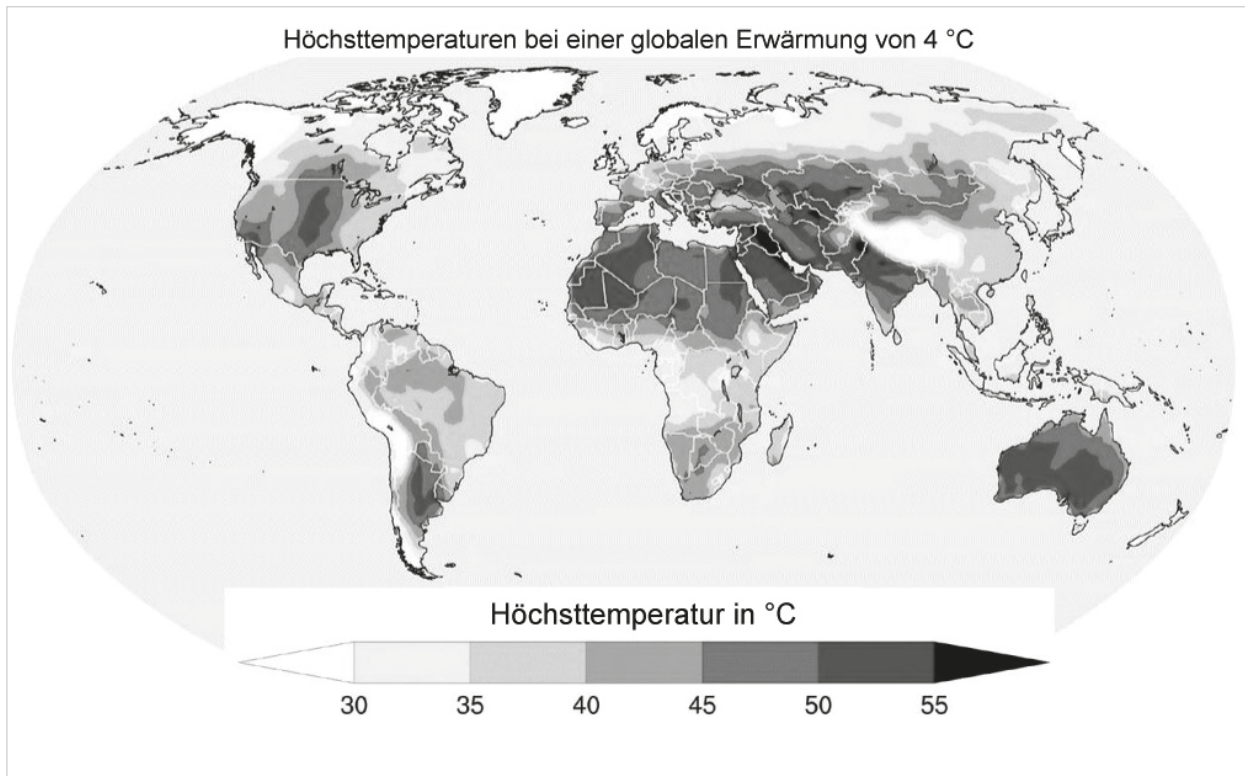 Höchsttemperaturen bei einer globalen Erwärmung von 4 °C
Höchsttemperatur in °C
30 35 40 45 50 55